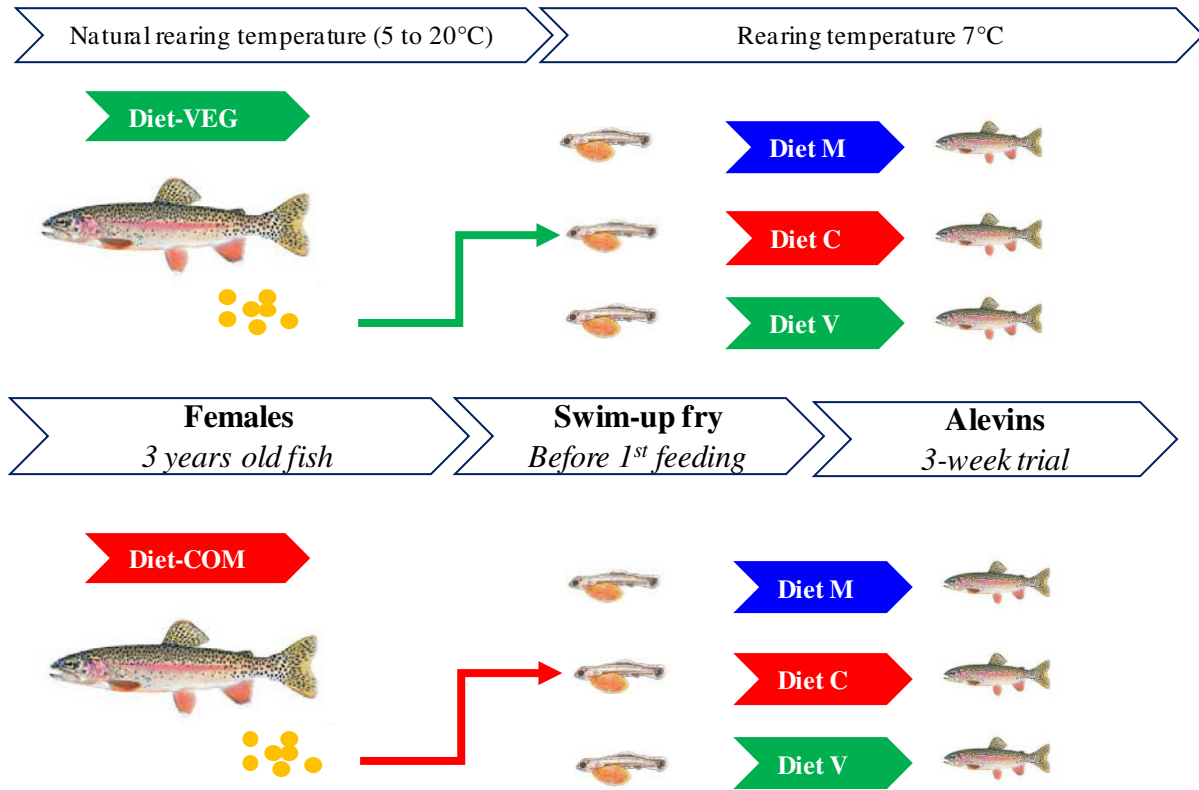 Natural rearing temperature (5 to 20°C)
Rearing temperature 7°C
Diet-VEG
Diet M
Diet C
Diet V
Females
3 years old fish
Swim-up fry
Before 1st feeding
Alevins
3-week trial
Diet-COM
Diet M
Diet C
Diet V